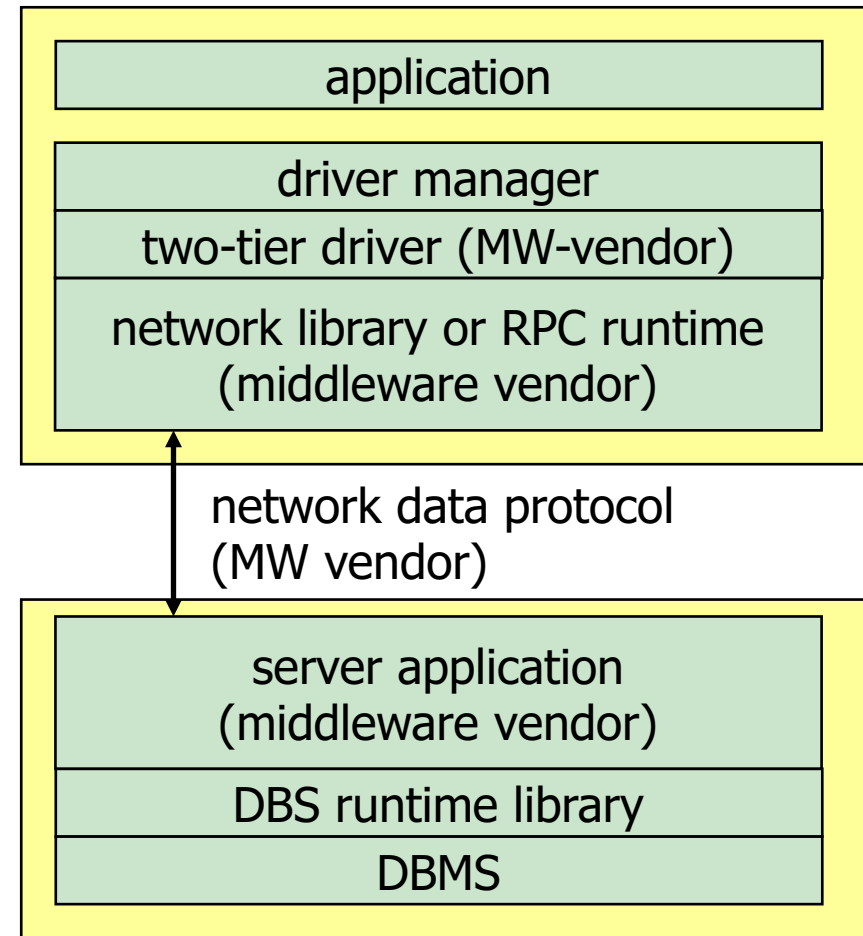 application
driver manager
two-tier driver (MW-vendor)
network library or RPC runtime
(middleware vendor)
network data protocol
(MW vendor)
server application
(middleware vendor)
DBS runtime library
DBMS